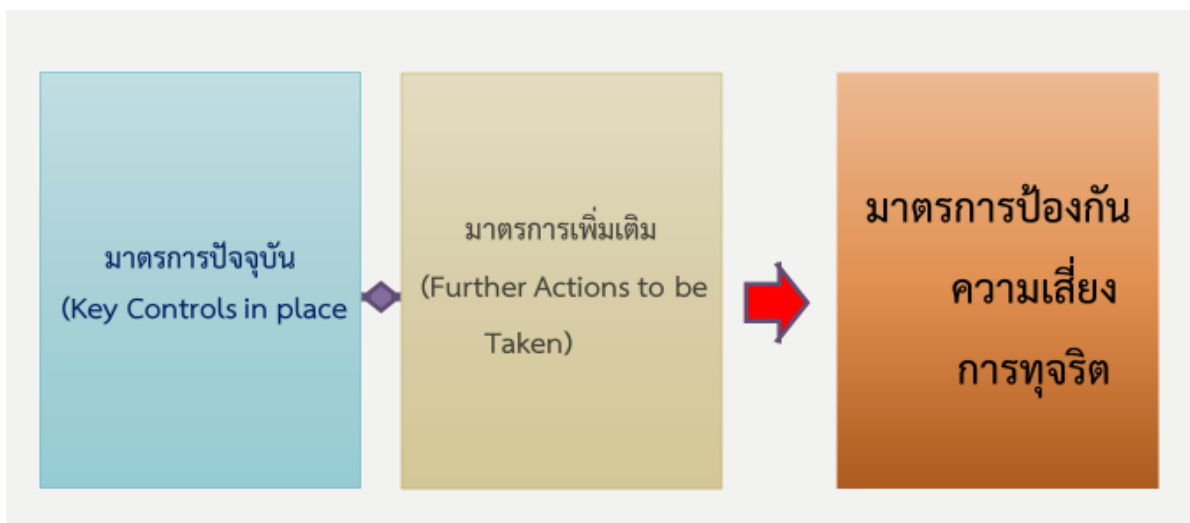 มาตรการปัจจุบัน
(Key Controls in place
มาตรการเพิ่มเติม
(Further Actions to be
Taken)
มาตรการป้องกัน
ความเสี่ยง
การทุจริต